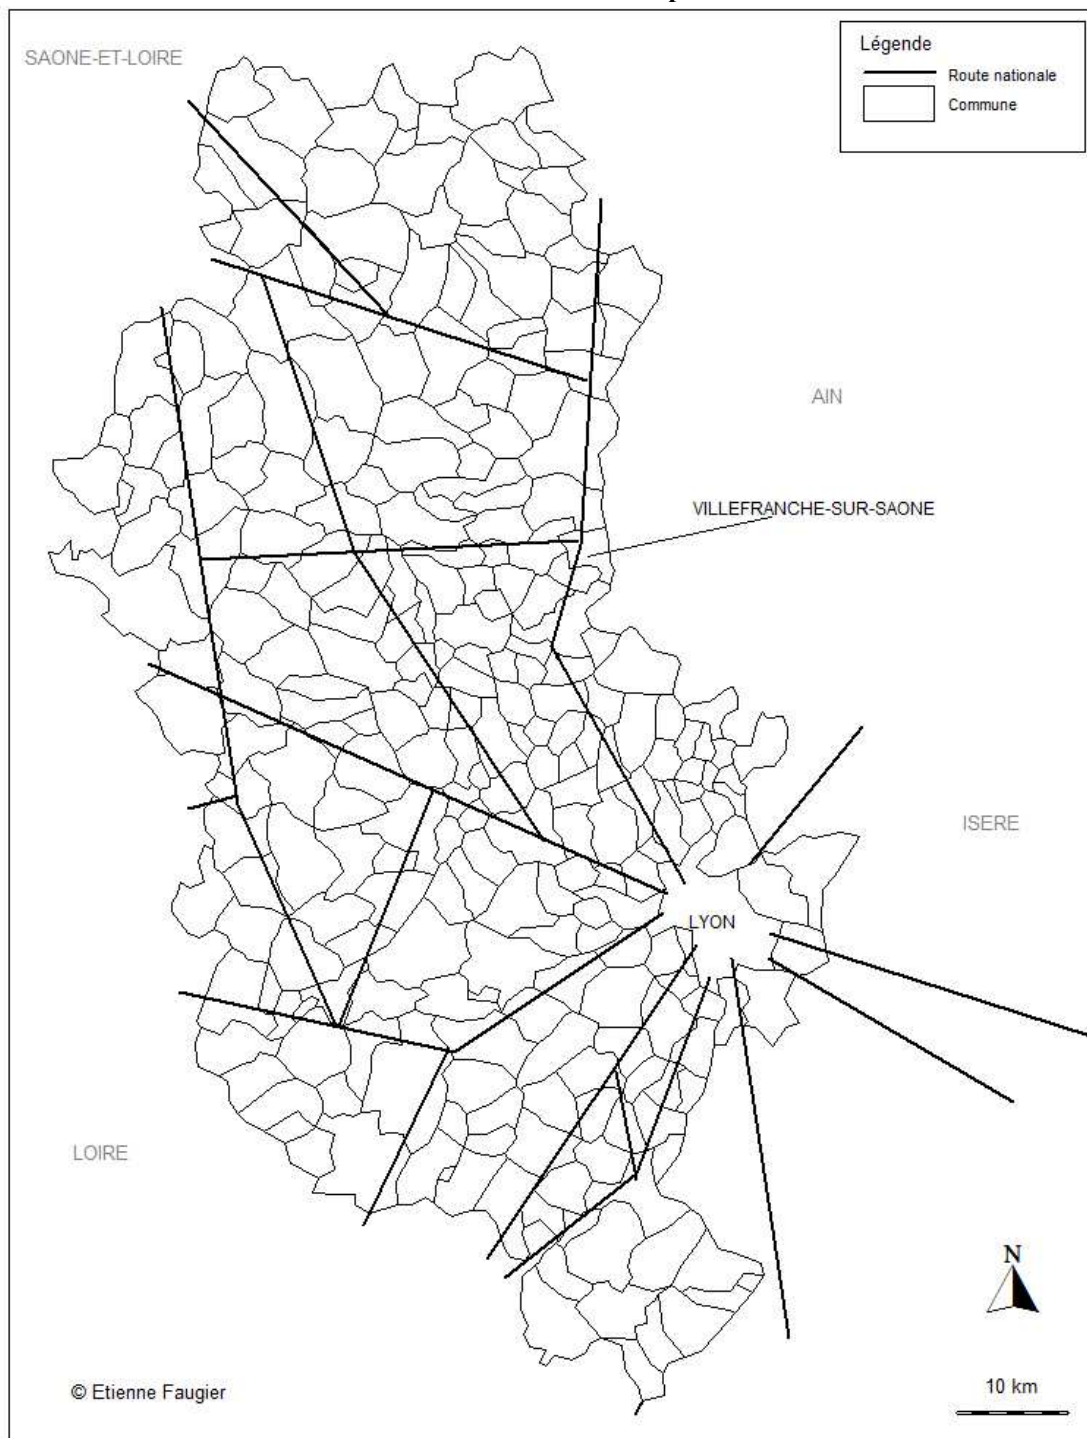 SAONE-ET-LOIRE
Légende
Route nationale
Commune
AIN
VILLEFRANCHE-SUR-SAONE
ISERE
LYON
LOIRE
N
10 km
© Etienne Faugier